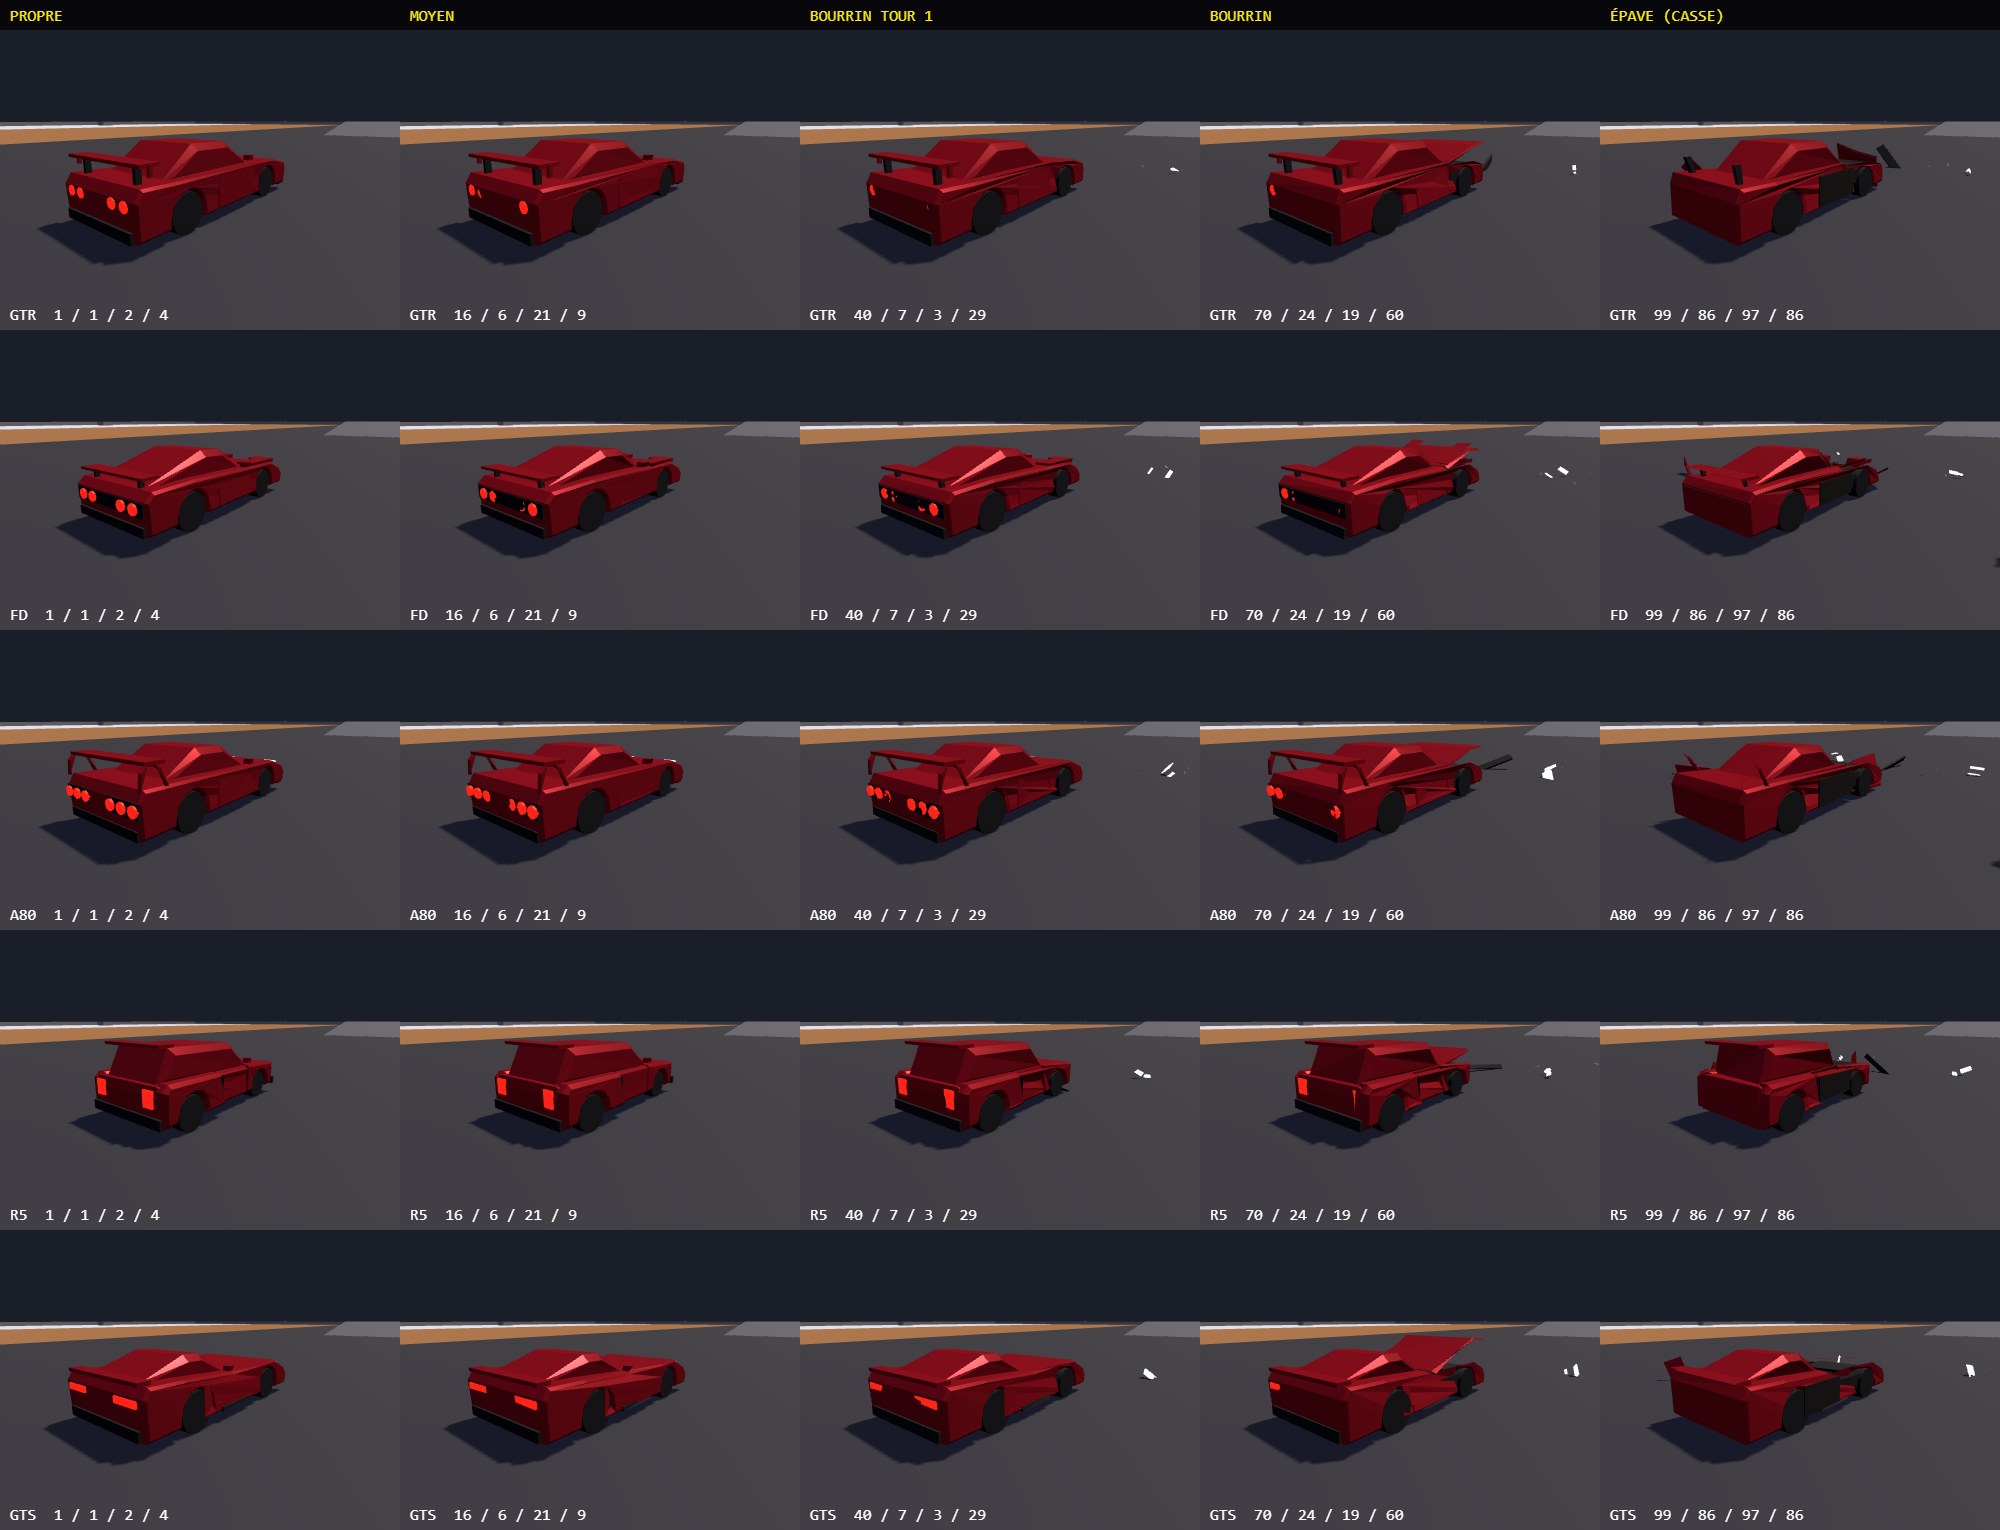 PROPRE MOYEN BOURRIN TOUR 1 BOURRIN ÉPAVE (CASSE)
GTR 1 / 1 / 2 / 4 GTR 16 / 6 / 21 / 9 GTR 40 / 7 / 3 / 29 GTR 70 / 24 / 19 / 60 GTR 99 / 86 / 97 / 86
FD 1 / 1 / 2 / 4 FD 16 / 6 / 21 / 9 FD 40 / 7 / 3 / 29 FD 70 / 24 / 19 / 60 FD 99 / 86 / 97 / 86
A80 1 / 1 / 2 / 4 A80 16 / 6 / 21 / 9 A80 40 / 7 / 3 / 29 A80 70 / 24 / 19 / 60 A80 99 / 86 / 97 / 86
R5 1 / 1 / 2 / 4 R5 16 / 6 / 21 / 9 R5 40 / 7 / 3 / 29 R5 70 / 24 / 19 / 60 R5 99 / 86 / 97 / 86
GTS 1 / 1 / 2 / 4 GTS 16 / 6 / 21 / 9 GTS 40 / 7 / 3 / 29 GTS 70 / 24 / 19 / 60 GTS 99 / 86 / 97 / 86